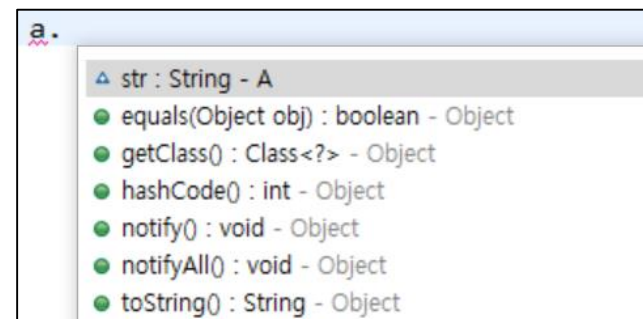 a.
str : String - A
equals(Object obj) : boolean - Object
getClass() : Class<?> - Object
hashCode() : int - Object
notify() : void - Object
notifyAll() : void - Object
toString() : String - Object